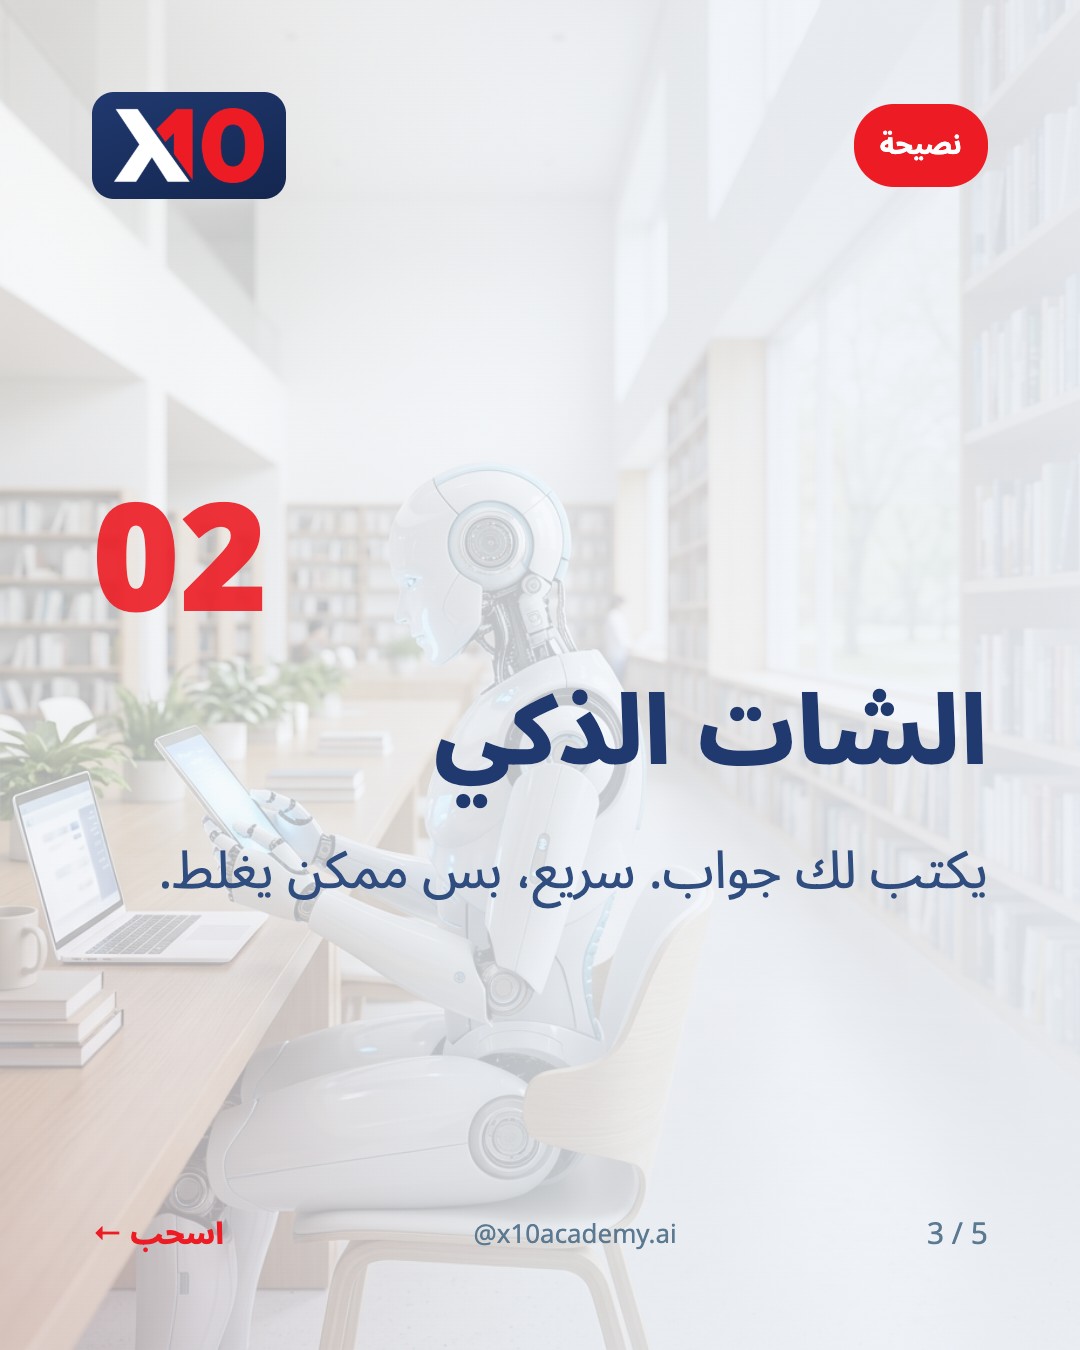 X10
نصيحة
02
الشات الذكي
يكتب لك جواب. سريع، بس ممكن يغلط.
اسحب ←
@x10academy.ai
3 / 5